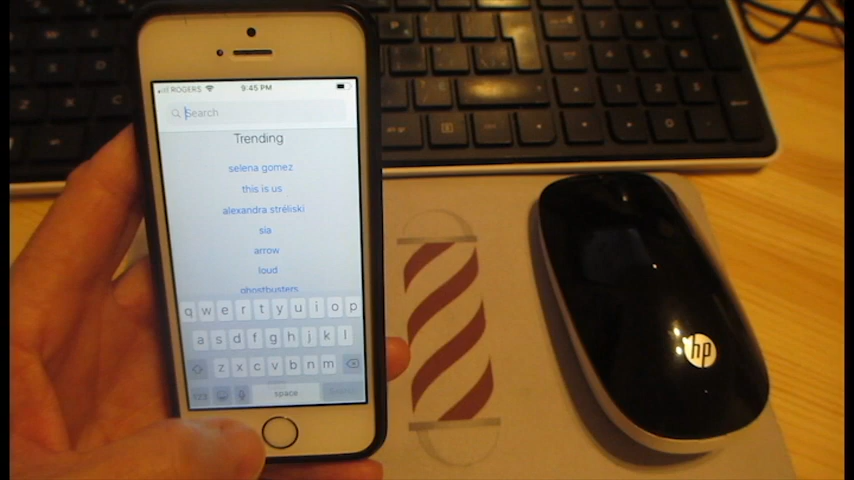 ROGERS 9:45 PM
Search
Trending
selena gomez
this is us
alexandra stréliski
sia
arrow
loud
ghostbusters
q w e r t y u i o p
a s d f g h j k l
z x c v b n m
123 space
hp